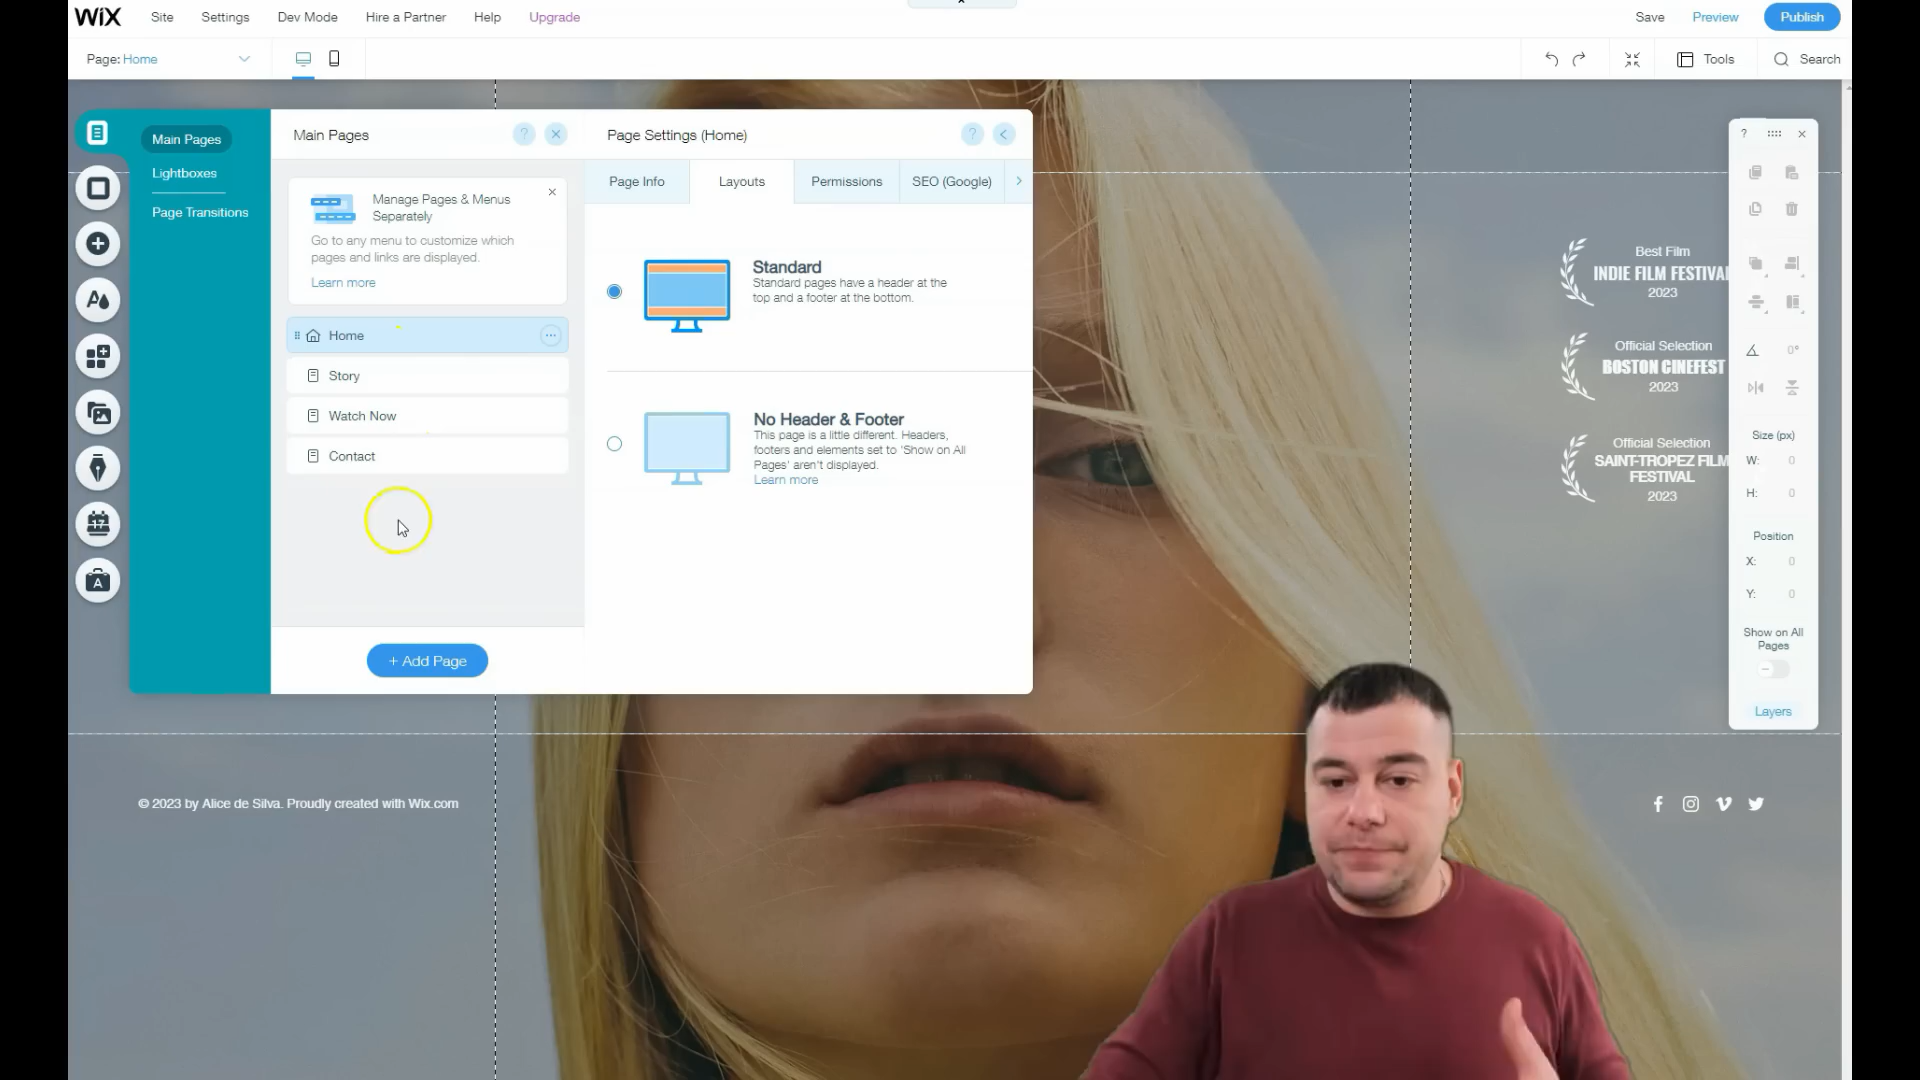 WiX
Site
Settings
Dev Mode
Hire a Partner
Help
Upgrade
Save
Preview
Publish
Page: Home
Tools
Search
Main Pages
Lightboxes
Page Transitions
Main Pages
?
Manage Pages & Menus
Separately
Go to any menu to customize which
pages and links are displayed.
Learn more
Home
Story
Watch Now
Contact
+ Add Page
Page Settings (Home)
?
Page Info
Layouts
Permissions
SEO (Google)
Standard
Standard pages have a header at the
top and a footer at the bottom.
No Header & Footer
This page is a little different. Headers,
footers and elements set to 'Show on All
Pages' aren't displayed.
Learn more
17
A
Best Film
INDIE FILM FESTIVAL
2023
Official Selection
BOSTON CINEFEST
2023
Official Selection
SAINT-TROPEZ FILM
FESTIVAL
2023
?
0°
Size (px)
W: 0
H: 0
Position
X: 0
Y: 0
Show on All
Pages
Layers
© 2023 by Alice de Silva. Proudly created with Wix.com